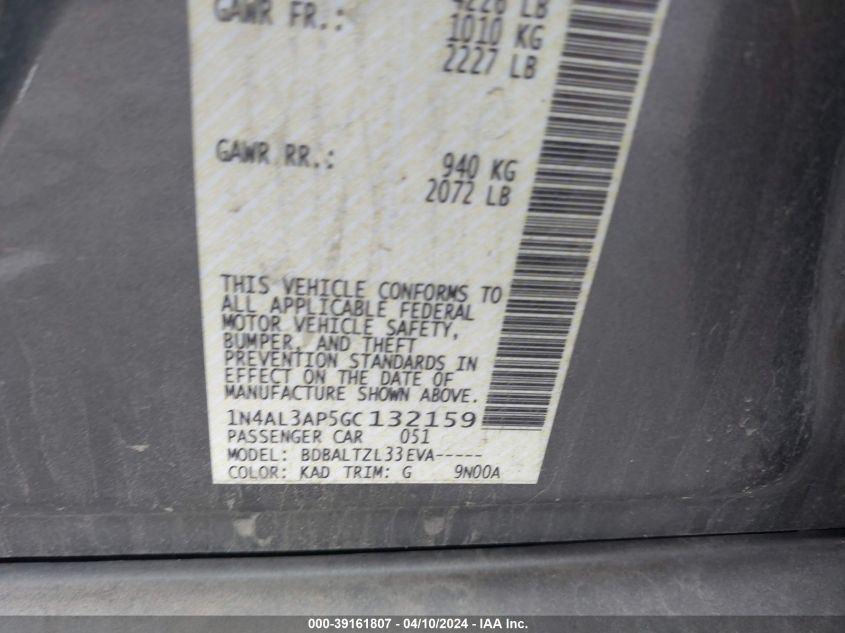 4226 LB
GAWR FR.: 1010 KG
2227 LB
GAWR RR.: 940 KG
2072 LB
THIS VEHICLE CONFORMS TO
ALL APPLICABLE FEDERAL
MOTOR VEHICLE SAFETY,
BUMPER, AND THEFT
PREVENTION STANDARDS IN
EFFECT ON THE DATE OF
MANUFACTURE SHOWN ABOVE.
1N4AL3AP5GC132159
PASSENGER CAR 051
MODEL: BDBALTZL33EVA-----
COLOR: KAD TRIM: G 9N00A
000-39161807 - 04/10/2024 - IAA Inc.